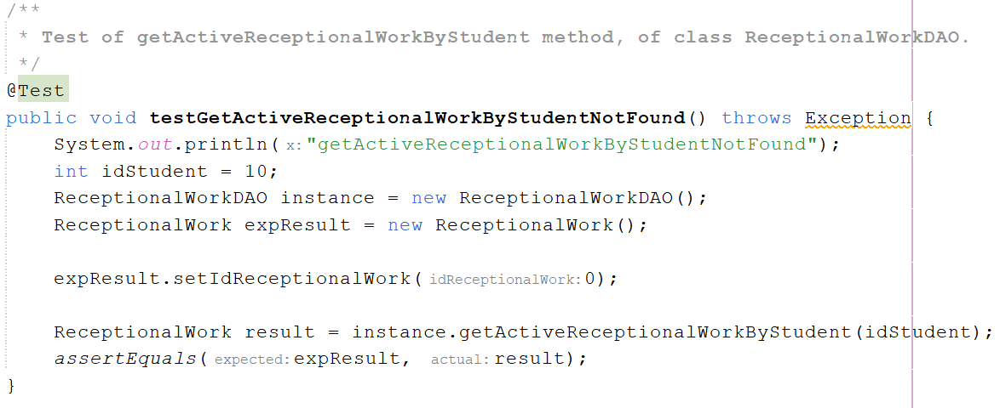 /**
 * Test of getActiveReceptionalWorkByStudent method, of class ReceptionalWorkDAO.
 */
@Test
public void testGetActiveReceptionalWorkByStudentNotFound() throws Exception {
    System.out.println( x: "getActiveReceptionalWorkByStudentNotFound");
    int idStudent = 10;
    ReceptionalWorkDAO instance = new ReceptionalWorkDAO();
    ReceptionalWork expResult = new ReceptionalWork();
    expResult.setIdReceptionalWork( idReceptionalWork: 0);
    ReceptionalWork result = instance.getActiveReceptionalWorkByStudent(idStudent);
    assertEquals( expected: expResult, actual: result);
}